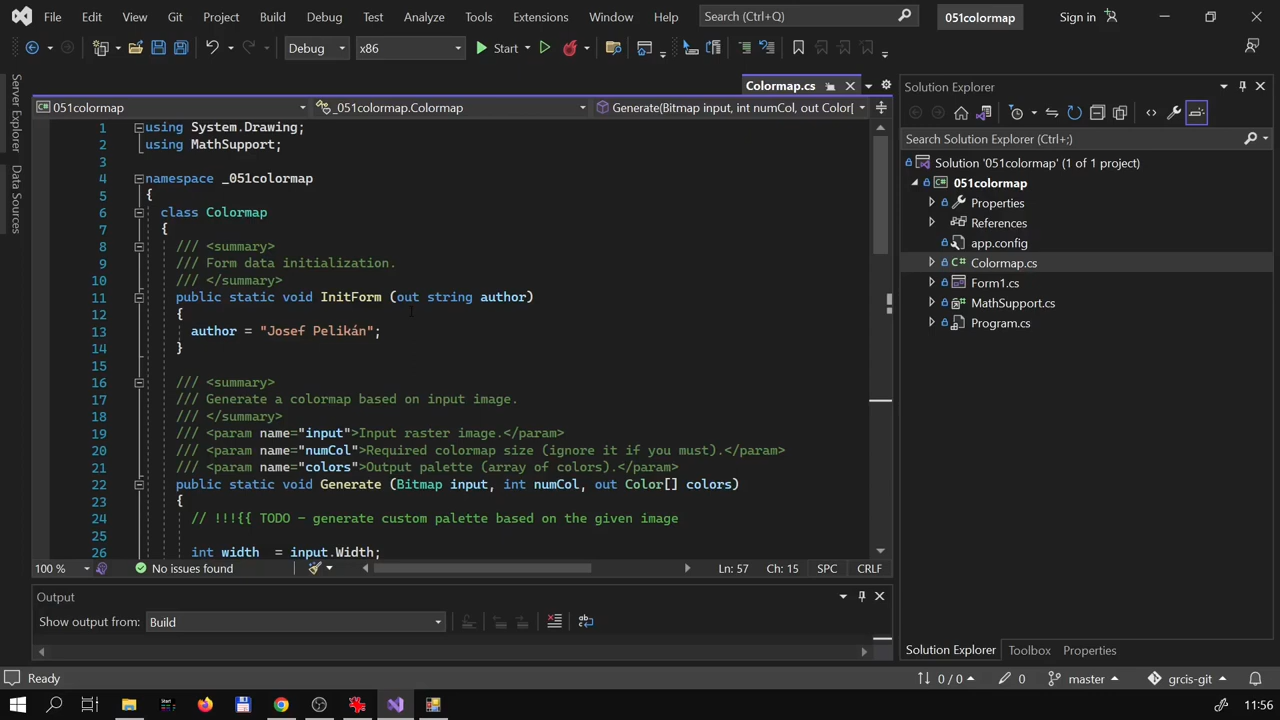 File Edit View Git Project Build Debug Test Analyze Tools Extensions Window Help Search (Ctrl+Q) 051colormap Sign in
Debug x86 Start
Server Explorer
Data Sources
Colormap.cs
051colormap _051colormap.Colormap Generate(Bitmap input, int numCol, out Color[
1 using System.Drawing;
2 using MathSupport;
3
4 namespace _051colormap
5 {
6 class Colormap
7 {
8 /// <summary>
9 /// Form data initialization.
10 /// </summary>
11 public static void InitForm (out string author)
12 {
13 author = "Josef Pelikán";
14 }
15
16 /// <summary>
17 /// Generate a colormap based on input image.
18 /// </summary>
19 /// <param name="input">Input raster image.</param>
20 /// <param name="numCol">Required colormap size (ignore it if you must).</param>
21 /// <param name="colors">Output palette (array of colors).</param>
22 public static void Generate (Bitmap input, int numCol, out Color[] colors)
23 {
24 // !!!{{ TODO - generate custom palette based on the given image
25
26 int width = input.Width;
100 % No issues found Ln: 57 Ch: 15 SPC CRLF
Output
Show output from: Build
Solution Explorer
Search Solution Explorer (Ctrl+;)
Solution '051colormap' (1 of 1 project)
051colormap
Properties
References
app.config
Colormap.cs
Form1.cs
MathSupport.cs
Program.cs
Solution Explorer Toolbox Properties
Ready 0 / 0 0 master grcis-git
11:56